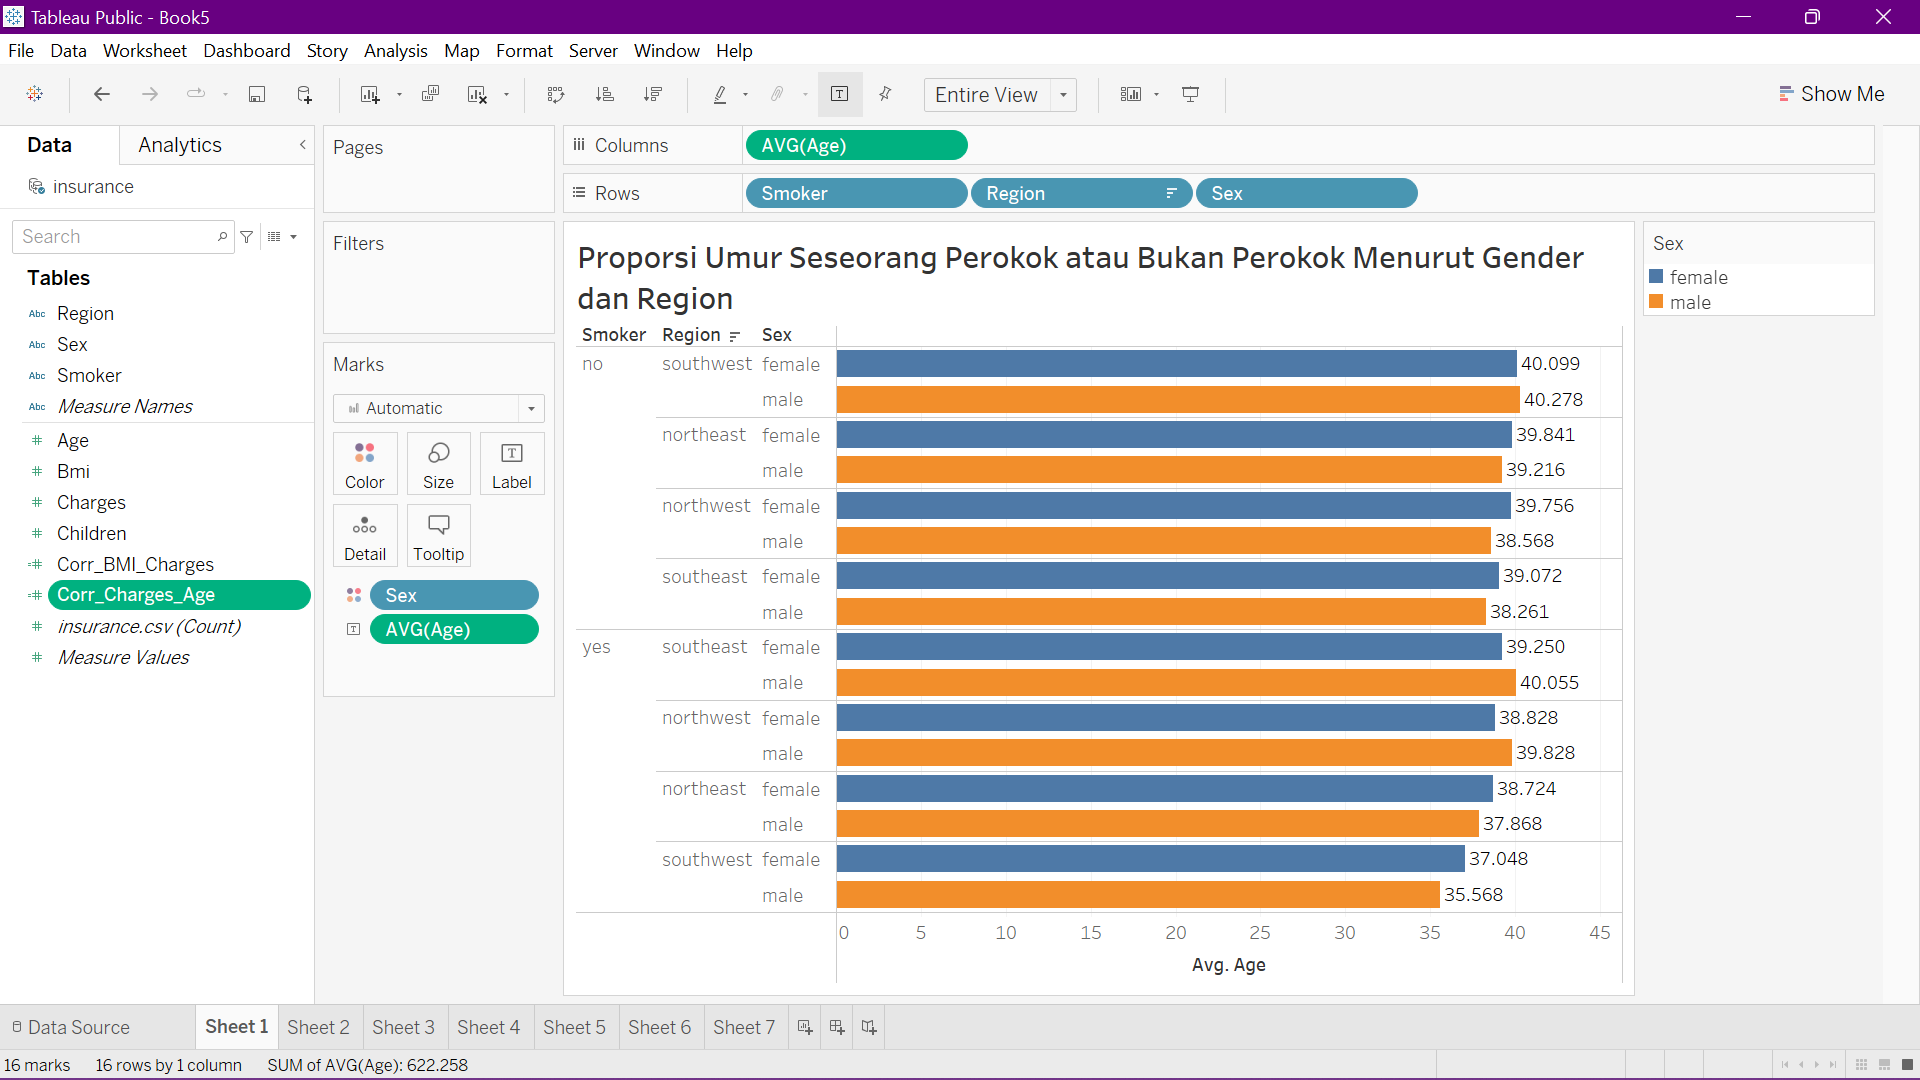 Tableau Public - Book5
File Data Worksheet Dashboard Story Analysis Map Format Server Window Help
Entire View
Show Me
Data Analytics
insurance
Search
Tables
Abc Region
Abc Sex
Abc Smoker
Abc Measure Names
# Age
# Bmi
# Charges
# Children
=# Corr_BMI_Charges
=# Corr_Charges_Age
# insurance.csv (Count)
# Measure Values
Pages
Filters
Marks
Automatic
Color Size Label
Detail Tooltip
Sex
AVG(Age)
Columns AVG(Age)
Rows Smoker Region Sex
Proporsi Umur Seseorang Perokok atau Bukan Perokok Menurut Gender
dan Region
Smoker Region Sex
no southwest female 40.099
male 40.278
northeast female 39.841
male 39.216
northwest female 39.756
male 38.568
southeast female 39.072
male 38.261
yes southeast female 39.250
male 40.055
northwest female 38.828
male 39.828
northeast female 38.724
male 37.868
southwest female 37.048
male 35.568
0 5 10 15 20 25 30 35 40 45
Avg. Age
Sex
female
male
Data Source Sheet 1 Sheet 2 Sheet 3 Sheet 4 Sheet 5 Sheet 6 Sheet 7
16 marks 16 rows by 1 column SUM of AVG(Age): 622.258